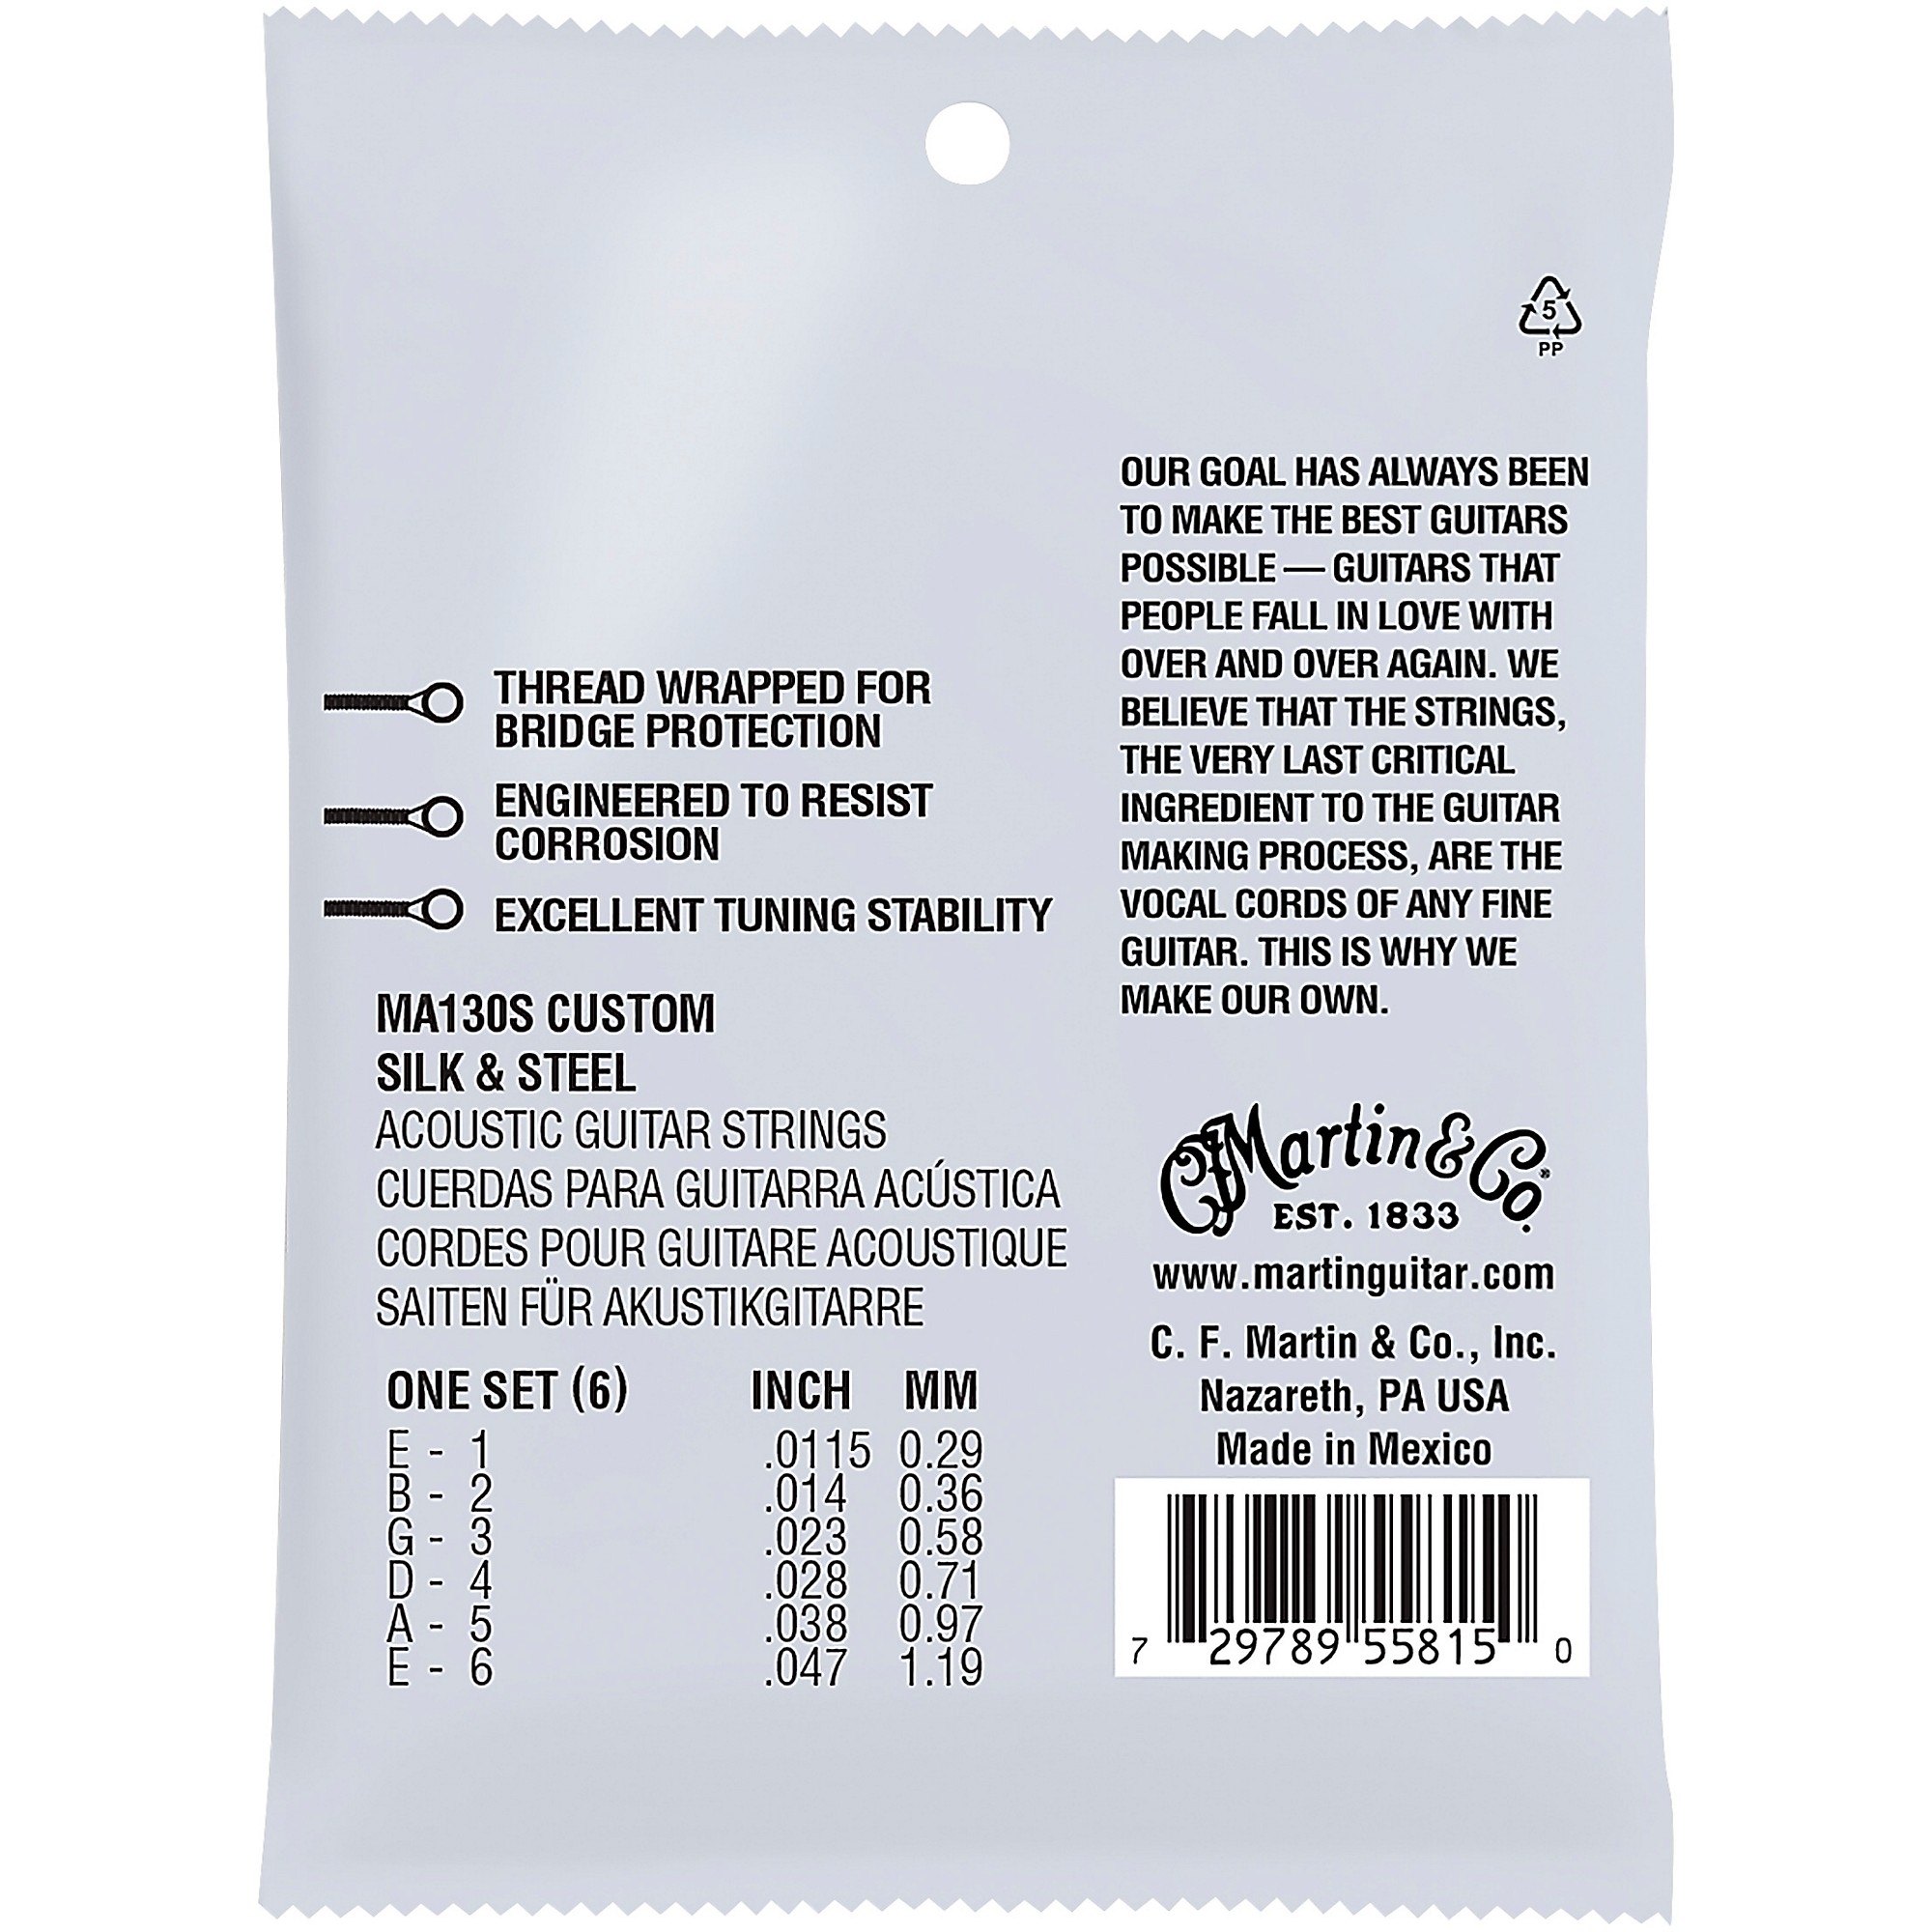 5
PP
OUR GOAL HAS ALWAYS BEEN
TO MAKE THE BEST GUITARS
POSSIBLE — GUITARS THAT
PEOPLE FALL IN LOVE WITH
OVER AND OVER AGAIN. WE
BELIEVE THAT THE STRINGS,
THE VERY LAST CRITICAL
INGREDIENT TO THE GUITAR
MAKING PROCESS, ARE THE
VOCAL CORDS OF ANY FINE
GUITAR. THIS IS WHY WE
MAKE OUR OWN.
THREAD WRAPPED FOR
BRIDGE PROTECTION
ENGINEERED TO RESIST
CORROSION
EXCELLENT TUNING STABILITY
MA130S CUSTOM
SILK & STEEL
ACOUSTIC GUITAR STRINGS
CUERDAS PARA GUITARRA ACÚSTICA
CORDES POUR GUITARE ACOUSTIQUE
SAITEN FÜR AKUSTIKGITARRE
ONE SET (6) INCH MM
E - 1 .0115 0.29
B - 2 .014 0.36
G - 3 .023 0.58
D - 4 .028 0.71
A - 5 .038 0.97
E - 6 .047 1.19
CF Martin & Co.®
EST. 1833
www.martinguitar.com
C. F. Martin & Co., Inc.
Nazareth, PA USA
Made in Mexico
7 29789 55815 0